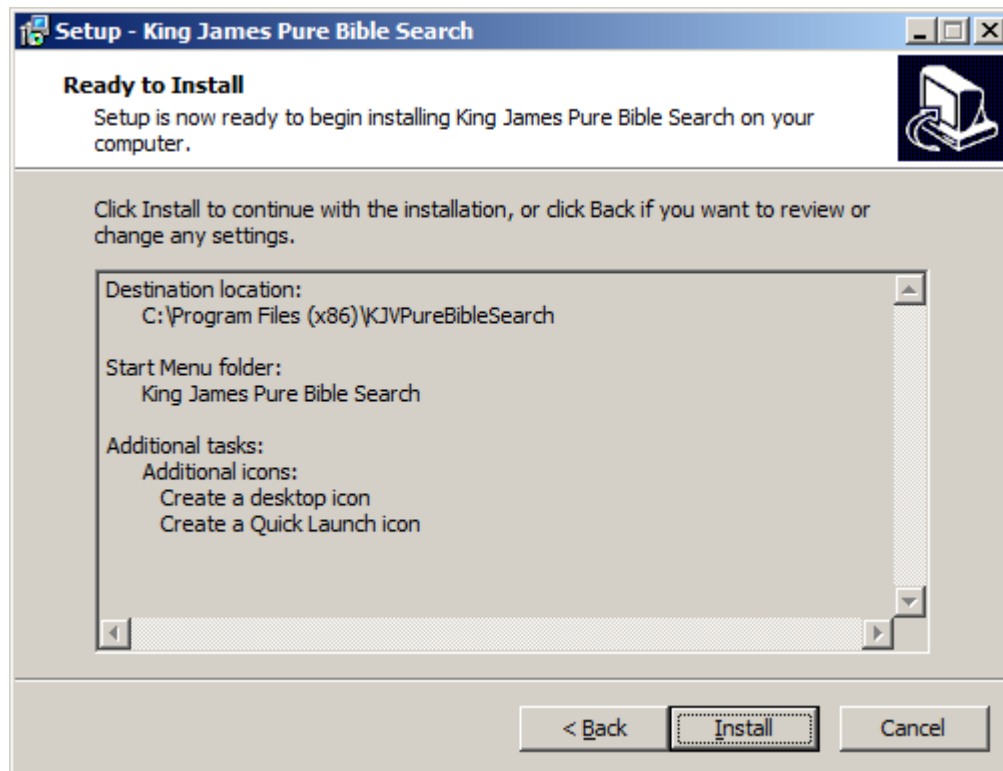 Setup - King James Pure Bible Search
Ready to Install
Setup is now ready to begin installing King James Pure Bible Search on your
computer.
Click Install to continue with the installation, or click Back if you want to review or
change any settings.
Destination location:
C:\Program Files (x86)\KJVPureBibleSearch
Start Menu folder:
King James Pure Bible Search
Additional tasks:
Additional icons:
Create a desktop icon
Create a Quick Launch icon
< Back
Install
Cancel